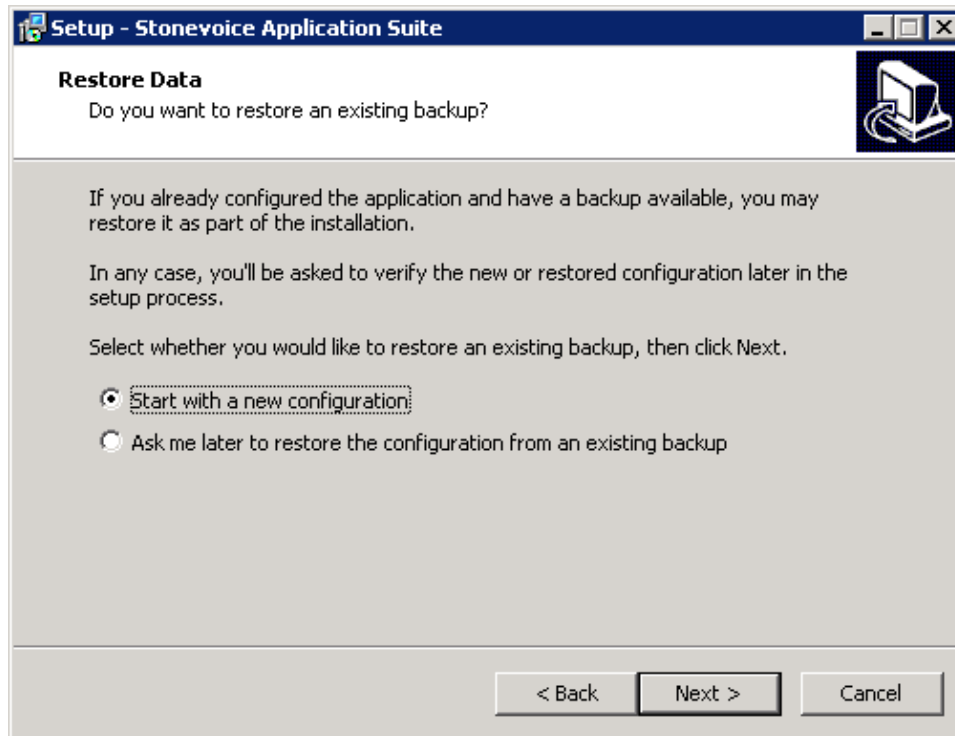 Setup - Stonevoice Application Suite
Restore Data
Do you want to restore an existing backup?
If you already configured the application and have a backup available, you may
restore it as part of the installation.
In any case, you'll be asked to verify the new or restored configuration later in the
setup process.
Select whether you would like to restore an existing backup, then click Next.
Start with a new configuration
Ask me later to restore the configuration from an existing backup
< Back
Next >
Cancel